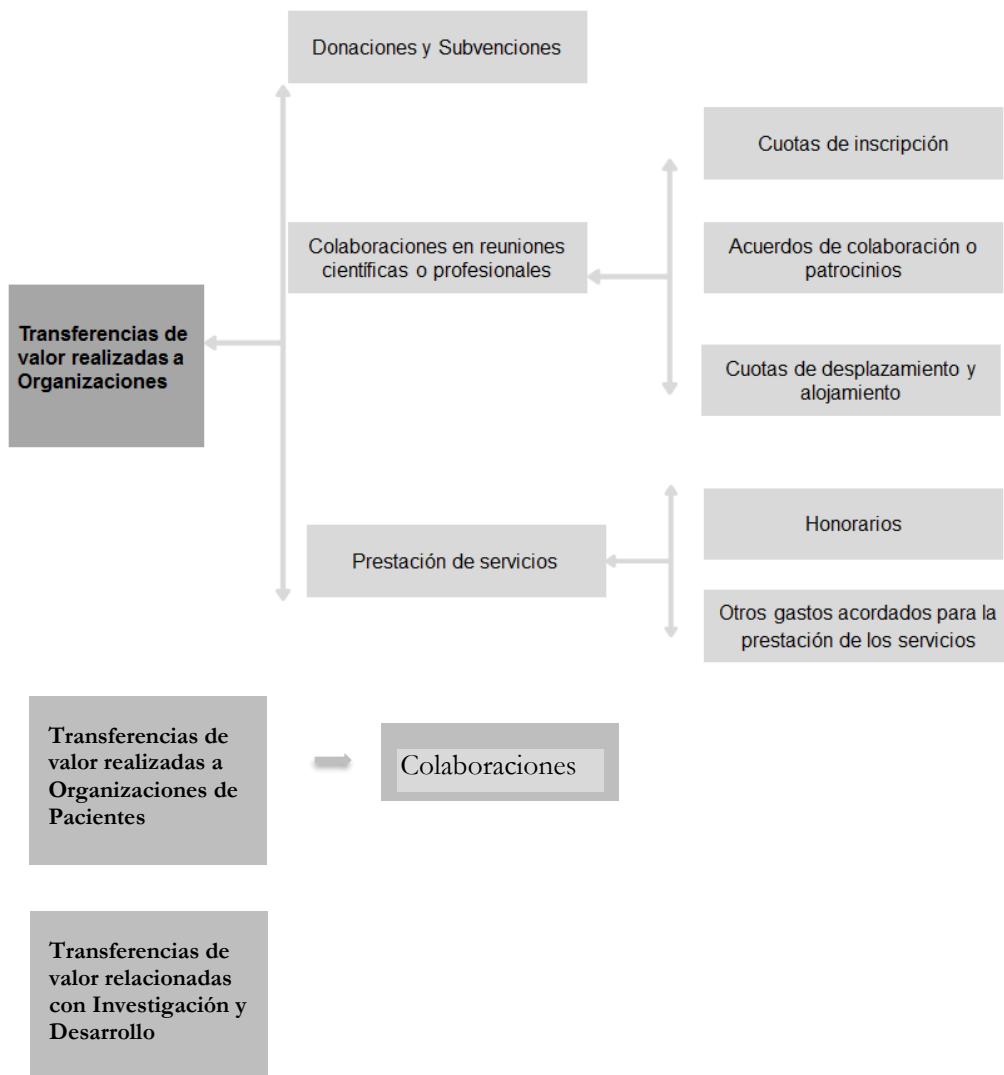 Donaciones y Subvenciones
Cuotas de inscripción
Colaboraciones en reuniones
científicas o profesionales
Acuerdos de colaboración o
patrocinios
Transferencias de
valor realizadas a
Organizaciones
Cuotas de desplazamiento y
alojamiento
Honorarios
Prestación de servicios
Otros gastos acordados para la
prestación de los servicios
Transferencias de
valor realizadas a
Organizaciones de
Pacientes
Colaboraciones
Transferencias de
valor relacionadas
con Investigación y
Desarrollo